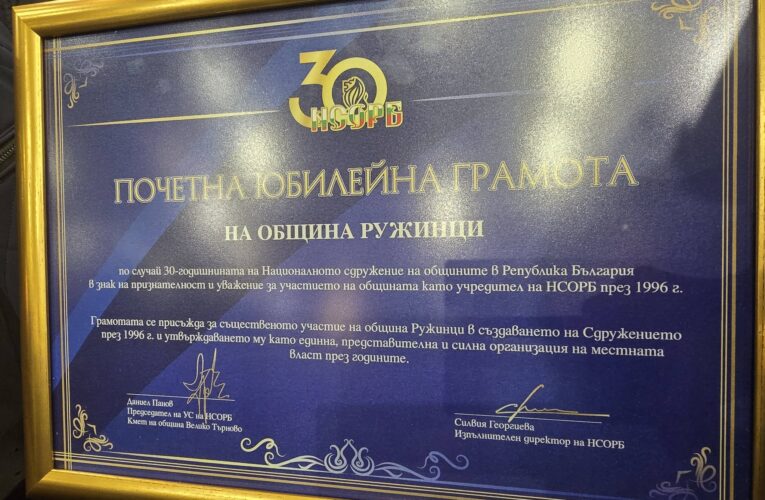 30
НСОРБ
ПОЧЕТНА ЮБИЛЕЙНА ГРАМОТА
НА ОБЩИНА РУЖИНЦИ
по случай 30-годишнината на Националното сдружение на общините в Република България
в знак на признателност и уважение за участието на общината като учредител на НСОРБ през 1996 г.
Грамотата се присъжда за същественото участие на община Ружинци в създаването на Сдружението
през 1996 г. и утвърждаването му като единна, представителна и силна организация на местната
власт през годините.
Даниел Панов
Председател на УС на НСОРБ
Кмет на община Велико Търново
Силвия Георгиева
Изпълнителен директор на НСОРБ